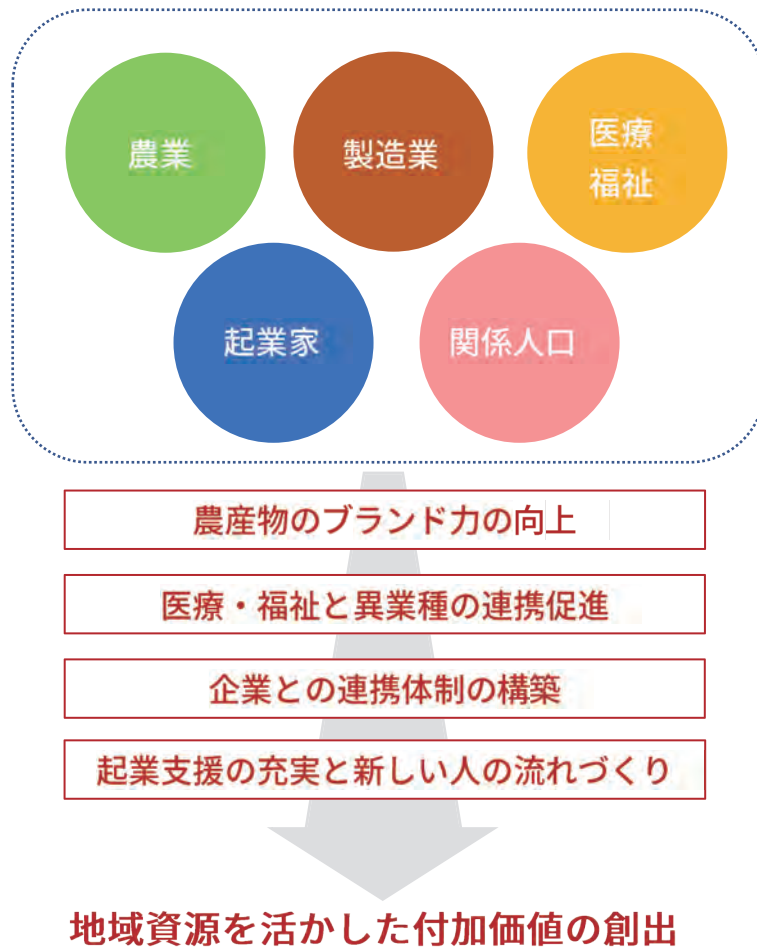 農業
製造業
医療
福祉
起業家
関係人口
農産物のブランド力の向上
医療・福祉と異業種の連携促進
企業との連携体制の構築
起業支援の充実と新しい人の流れづくり
地域資源を活かした付加価値の創出